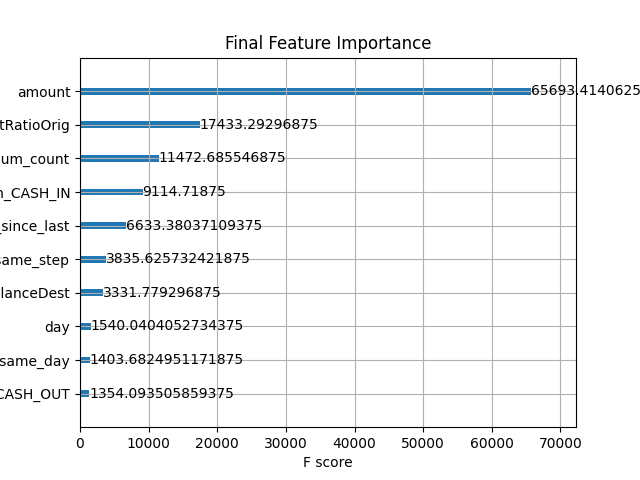 Final Feature Importance
amount 65693.4140625
tRatioOrig 17433.29296875
um_count 11472.685546875
_CASH_IN 9114.71875
_since_last 6633.38037109375
same_step 3835.625732421875
lanceDest 3331.779296875
day 1540.0404052734375
same_day 1403.6824951171875
CASH_OUT 1354.093505859375
0 10000 20000 30000 40000 50000 60000 70000
F score